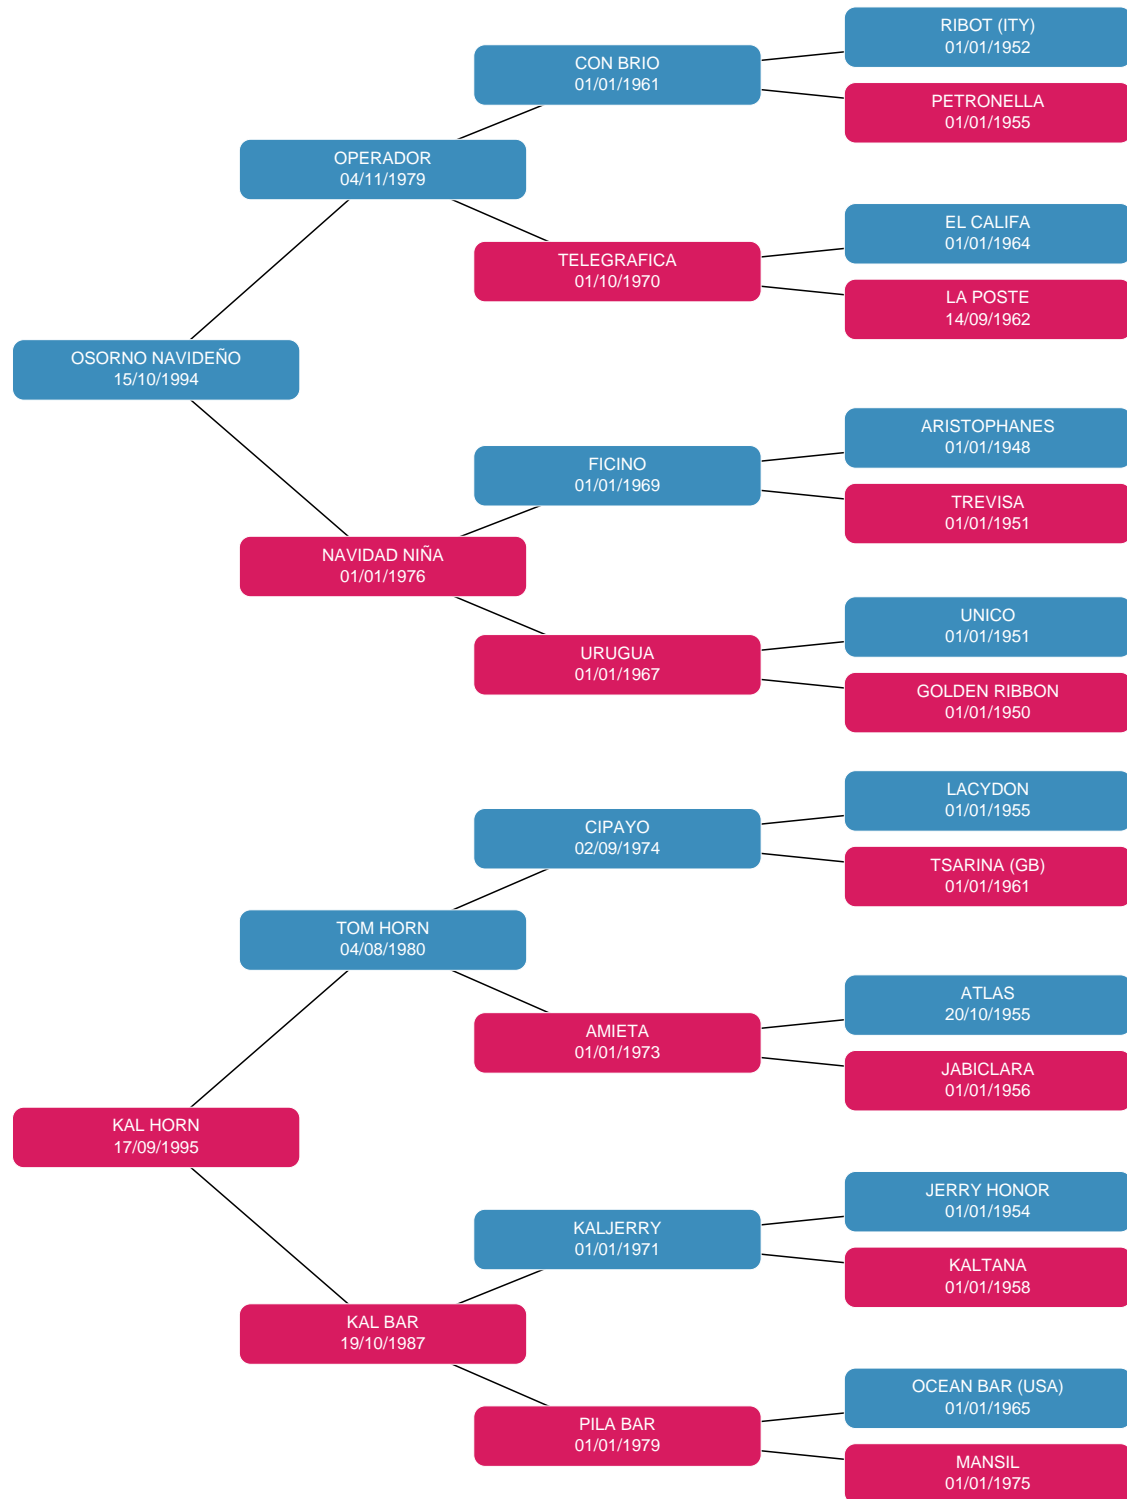 RIBOT (ITY)
01/01/1952
CON BRIO
01/01/1961
PETRONELLA
01/01/1955
OPERADOR
04/11/1979
EL CALIFA
01/01/1964
TELEGRAFICA
01/10/1970
LA POSTE
14/09/1962
OSORNO NAVIDEÑO
15/10/1994
ARISTOPHANES
01/01/1948
FICINO
01/01/1969
TREVISA
01/01/1951
NAVIDAD NIÑA
01/01/1976
UNICO
01/01/1951
URUGUA
01/01/1967
GOLDEN RIBBON
01/01/1950
LACYDON
01/01/1955
CIPAYO
02/09/1974
TSARINA (GB)
01/01/1961
TOM HORN
04/08/1980
ATLAS
20/10/1955
AMIETA
01/01/1973
JABICLARA
01/01/1956
KAL HORN
17/09/1995
JERRY HONOR
01/01/1954
KALJERRY
01/01/1971
KALTANA
01/01/1958
KAL BAR
19/10/1987
OCEAN BAR (USA)
01/01/1965
PILA BAR
01/01/1979
MANSIL
01/01/1975